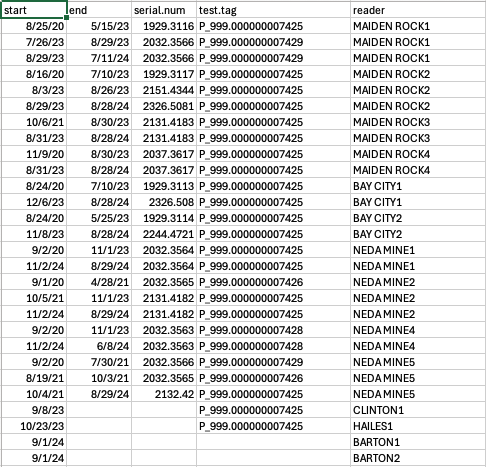 start end serial.num test.tag reader
8/25/20 5/15/23 1929.3116 P_999.000000007425 MAIDEN ROCK1
7/26/23 8/29/23 2032.3566 P_999.000000007429 MAIDEN ROCK1
8/29/23 7/11/24 2032.3566 P_999.000000007429 MAIDEN ROCK1
8/16/20 7/10/23 1929.3117 P_999.000000007425 MAIDEN ROCK2
8/3/23 8/26/23 2151.4344 P_999.000000007425 MAIDEN ROCK2
8/29/23 8/28/24 2326.5081 P_999.000000007425 MAIDEN ROCK2
10/6/21 8/30/23 2131.4183 P_999.000000007425 MAIDEN ROCK3
8/31/23 8/28/24 2131.4183 P_999.000000007425 MAIDEN ROCK3
11/9/20 8/30/23 2037.3617 P_999.000000007425 MAIDEN ROCK4
8/31/23 8/28/24 2037.3617 P_999.000000007425 MAIDEN ROCK4
8/24/20 7/10/23 1929.3113 P_999.000000007425 BAY CITY1
12/6/23 8/28/24 2326.508 P_999.000000007425 BAY CITY1
8/24/20 5/25/23 1929.3114 P_999.000000007425 BAY CITY2
11/8/23 8/28/24 2244.4721 P_999.000000007425 BAY CITY2
9/2/20 11/1/23 2032.3564 P_999.000000007425 NEDA MINE1
11/2/24 8/29/24 2032.3564 P_999.000000007425 NEDA MINE1
9/1/20 4/28/21 2032.3565 P_999.000000007426 NEDA MINE2
10/5/21 11/1/23 2131.4182 P_999.000000007425 NEDA MINE2
11/2/24 8/29/24 2131.4182 P_999.000000007425 NEDA MINE2
9/2/20 11/1/23 2032.3563 P_999.000000007428 NEDA MINE4
11/2/24 6/8/24 2032.3563 P_999.000000007428 NEDA MINE4
9/2/20 7/30/21 2032.3566 P_999.000000007429 NEDA MINE5
8/19/21 10/3/21 2032.3565 P_999.000000007426 NEDA MINE5
10/4/21 8/29/24 2132.42 P_999.000000007425 NEDA MINE5
9/8/23 P_999.000000007425 CLINTON1
10/23/23 P_999.000000007425 HAILES1
9/1/24 BARTON1
9/1/24 BARTON2